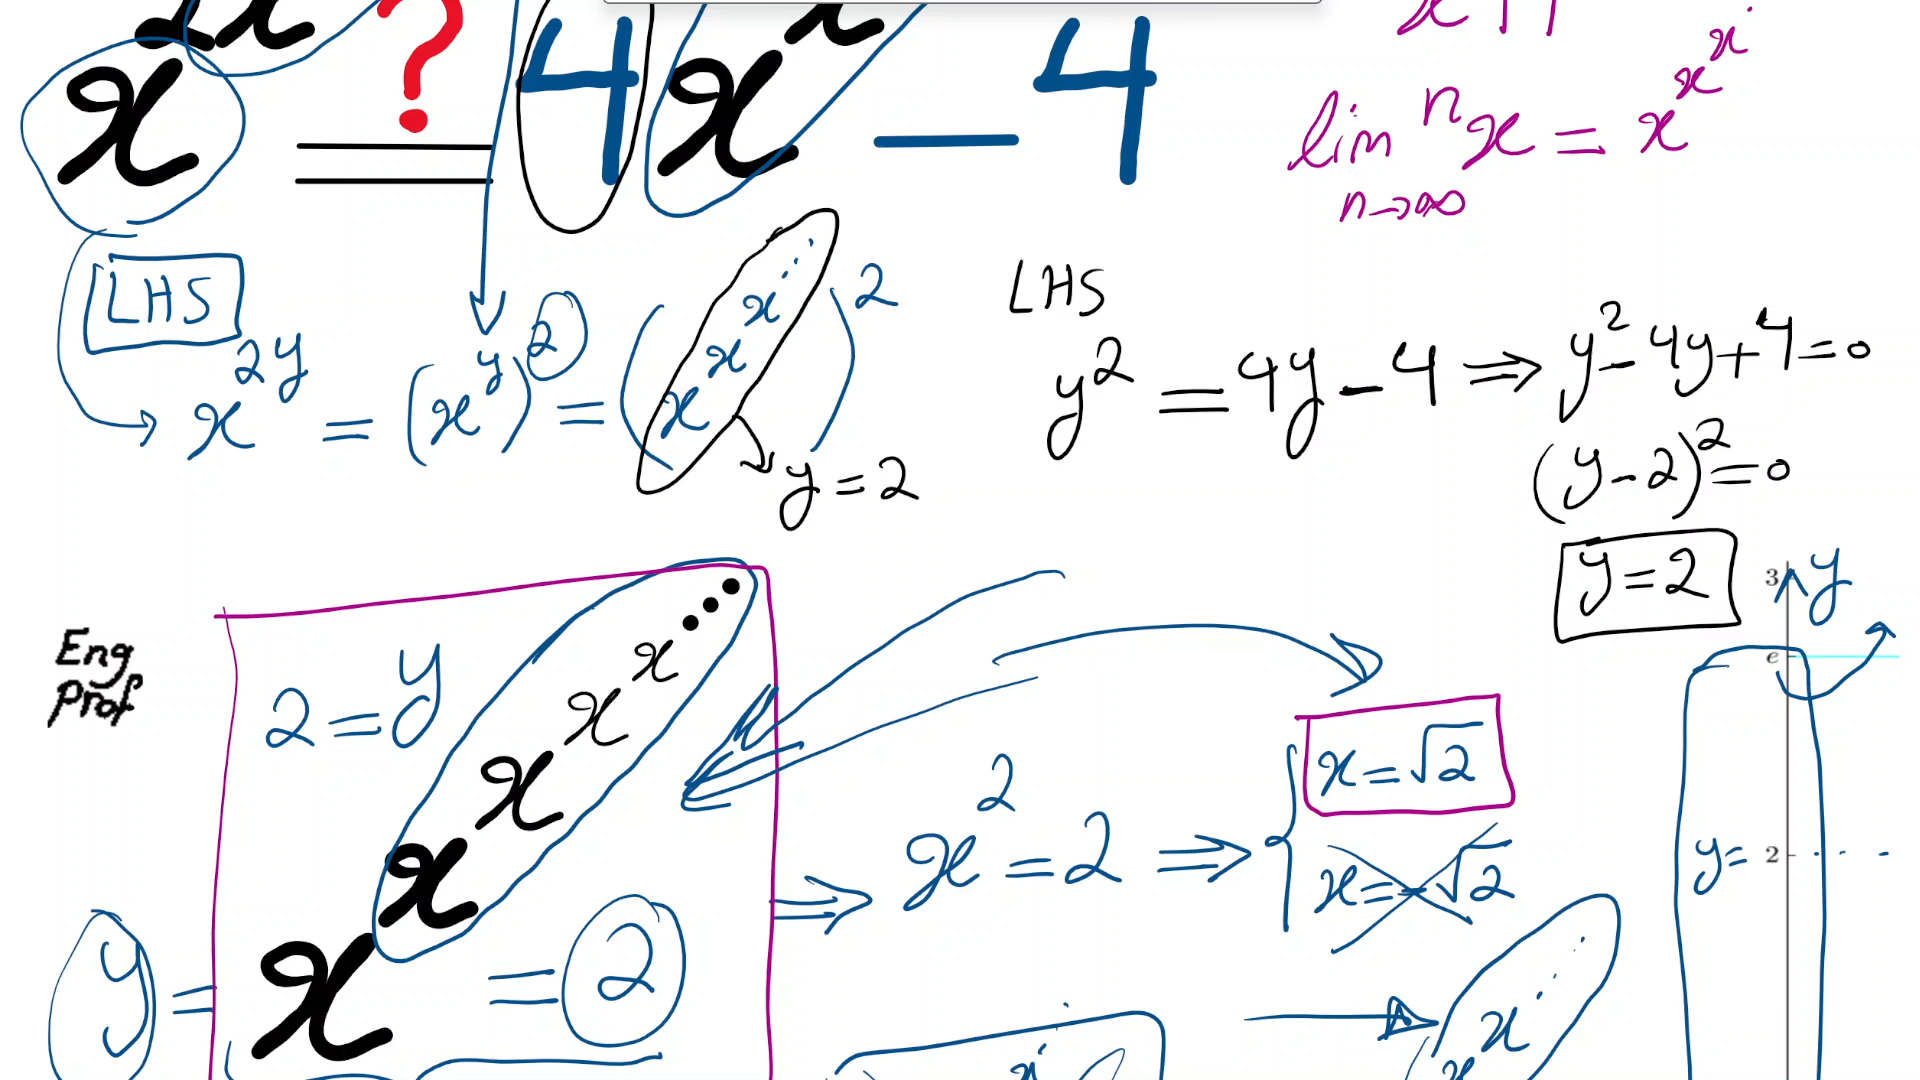 x^{2x} ? = 4x^{x} - 4
lim n→∞ ⁿx = x^{x^{x^{⋰}}}
LHS
x^{2y} = (x^y)^2 = (x^{x^{x^{⋰}}})^2
y = 2
LHS
y^2 = 4y - 4 ⇒ y^2 - 4y + 4 = 0
(y - 2)^2 = 0
y = 2
Eng
Prof
2 = y
y = x^{x^{x^{x^{x^{⋰}}}}} = 2
⇒ x^2 = 2 ⇒ { x = √2
x = -√2
3 y
e
y = 2
x^{x^{⋰}}